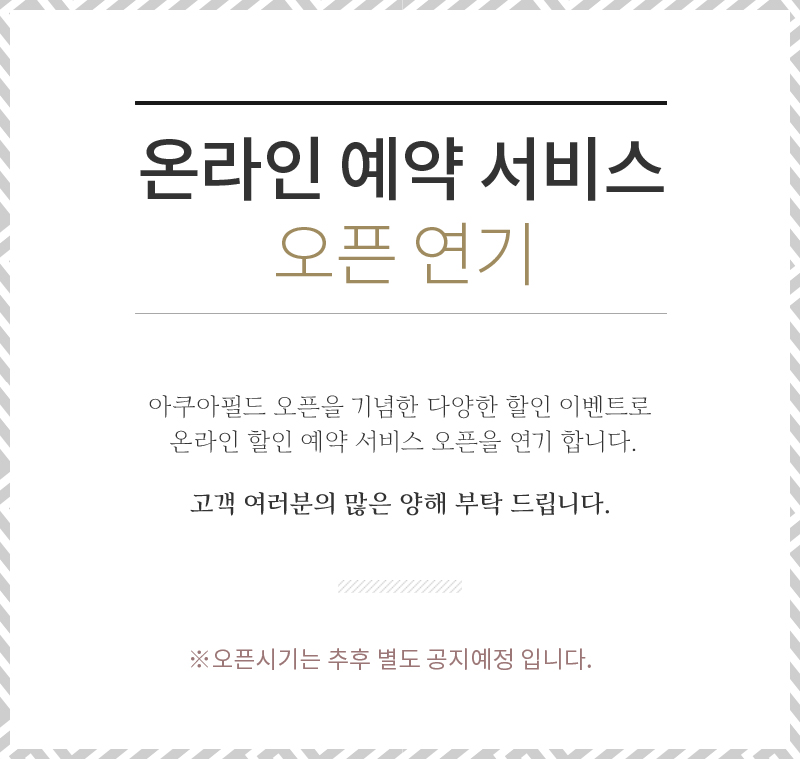 온라인 예약 서비스
오픈 연기
아쿠아필드 오픈을 기념한 다양한 할인 이벤트로
온라인 할인 예약 서비스 오픈을 연기 합니다.
고객 여러분의 많은 양해 부탁 드립니다.
※오픈시기는 추후 별도 공지예정 입니다.